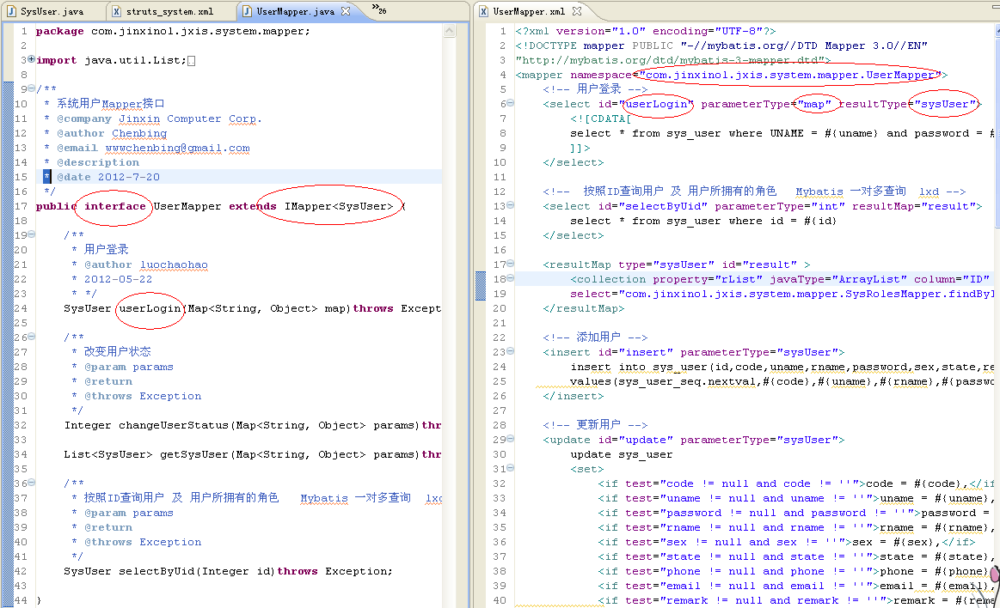 SysUser.java struts_system.xml UserMapper.java 26
1 package com.jinxinol.jxis.system.mapper;
2
3 import java.util.List;
8
9 /**
10 * 系统用户Mapper接口
11 * @company Jinxin Computer Corp.
12 * @author Chenbing
13 * @email wwwchenbing@gmail.com
14 * @description
15 * @date 2012-7-20
16 */
17 public interface UserMapper extends IMapper<SysUser> {
18
19 /**
20 * 用户登录
21 * @author luochaohao
22 * 2012-05-22
23 * */
24 SysUser userLogin(Map<String, Object> map)throws Except
25
26 /**
27 * 改变用户状态
28 * @param params
29 * @return
30 * @throws Exception
31 */
32 Integer changeUserStatus(Map<String, Object> params)thr
33
34 List<SysUser> getSysUser(Map<String, Object> params)thr
35
36 /**
37 * 按照ID查询用户 及 用户所拥有的角色 Mybatis 一对多查询 lxd
38 * @param params
39 * @return
40 * @throws Exception
41 */
42 SysUser selectByUid(Integer id)throws Exception;
43
44 }
UserMapper.xml
1 <?xml version="1.0" encoding="UTF-8"?>
2 <!DOCTYPE mapper PUBLIC "-//mybatis.org//DTD Mapper 3.0//EN"
3 "http://mybatis.org/dtd/mybatis-3-mapper.dtd">
4 <mapper namespace="com.jinxinol.jxis.system.mapper.UserMapper">
5 <!-- 用户登录 -->
6 <select id="userLogin" parameterType="map" resultType="sysUser">
7 <![CDATA[
8 select * from sys_user where UNAME = #{uname} and password = #
9 ]]>
10 </select>
11
12 <!-- 按照ID查询用户 及 用户所拥有的角色 Mybatis 一对多查询 lxd -->
13 <select id="selectByUid" parameterType="int" resultMap="result">
14 select * from sys_user where id = #{id}
15 </select>
16
17 <resultMap type="sysUser" id="result" >
18 <collection property="rList" javaType="ArrayList" column="ID"
19 select="com.jinxinol.jxis.system.mapper.SysRolesMapper.findByI
20 </resultMap>
21
22 <!-- 添加用户 -->
23 <insert id="insert" parameterType="sysUser">
24 insert into sys_user(id,code,uname,rname,password,sex,state,re
25 values(sys_user_seq.nextval,#{code},#{uname},#{rname},#{passwo
26 </insert>
27
28 <!-- 更新用户 -->
29 <update id="update" parameterType="sysUser">
30 update sys_user
31 <set>
32 <if test="code != null and code != ''">code = #{code},</if
33 <if test="uname != null and uname != ''">uname = #{uname},
34 <if test="password != null and password != ''">password =
35 <if test="rname != null and rname != ''">rname = #{rname},
36 <if test="sex != null and sex != ''">sex = #{sex},</if>
37 <if test="state != null and state != ''">state = #{state},
38 <if test="phone != null and phone != ''">phone = #{phone}
39 <if test="email != null and email != ''">email = #{email},
40 <if test="remark != null and remark != ''">remark = #{rema